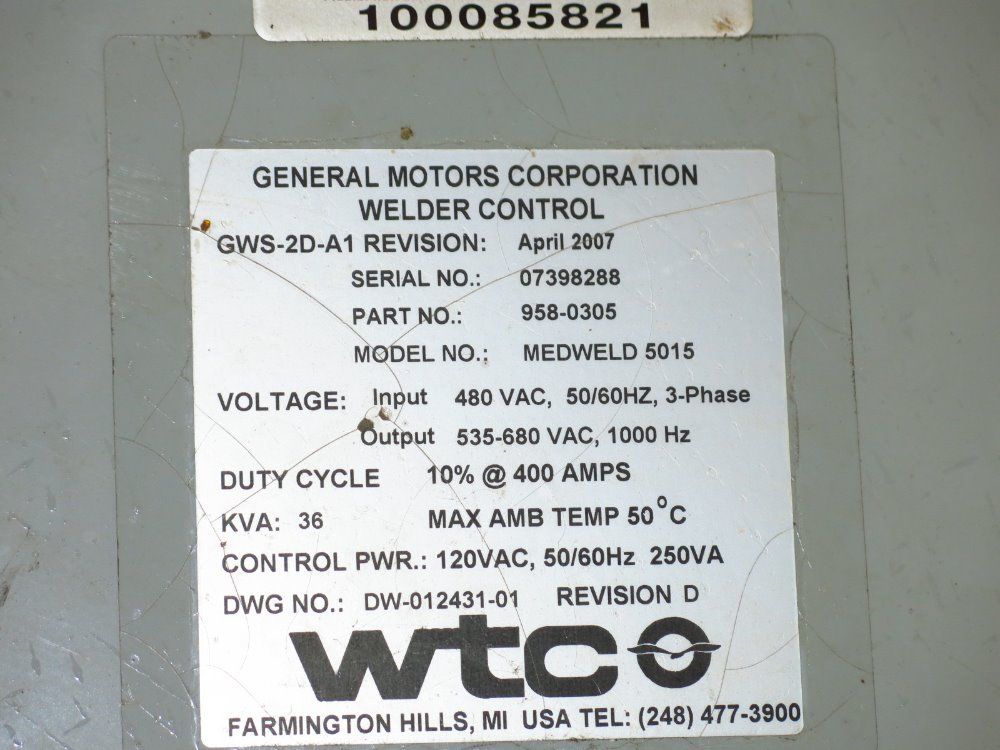 100085821
GENERAL MOTORS CORPORATION
WELDER CONTROL
GWS-2D-A1 REVISION: April 2007
SERIAL NO.: 07398288
PART NO.: 958-0305
MODEL NO.: MEDWELD 5015
VOLTAGE: Input 480 VAC, 50/60HZ, 3-Phase
Output 535-680 VAC, 1000 Hz
DUTY CYCLE 10% @ 400 AMPS
KVA: 36 MAX AMB TEMP 50°C
CONTROL PWR.: 120VAC, 50/60Hz 250VA
DWG NO.: DW-012431-01 REVISION D
wtc
FARMINGTON HILLS, MI USA TEL: (248) 477-3900